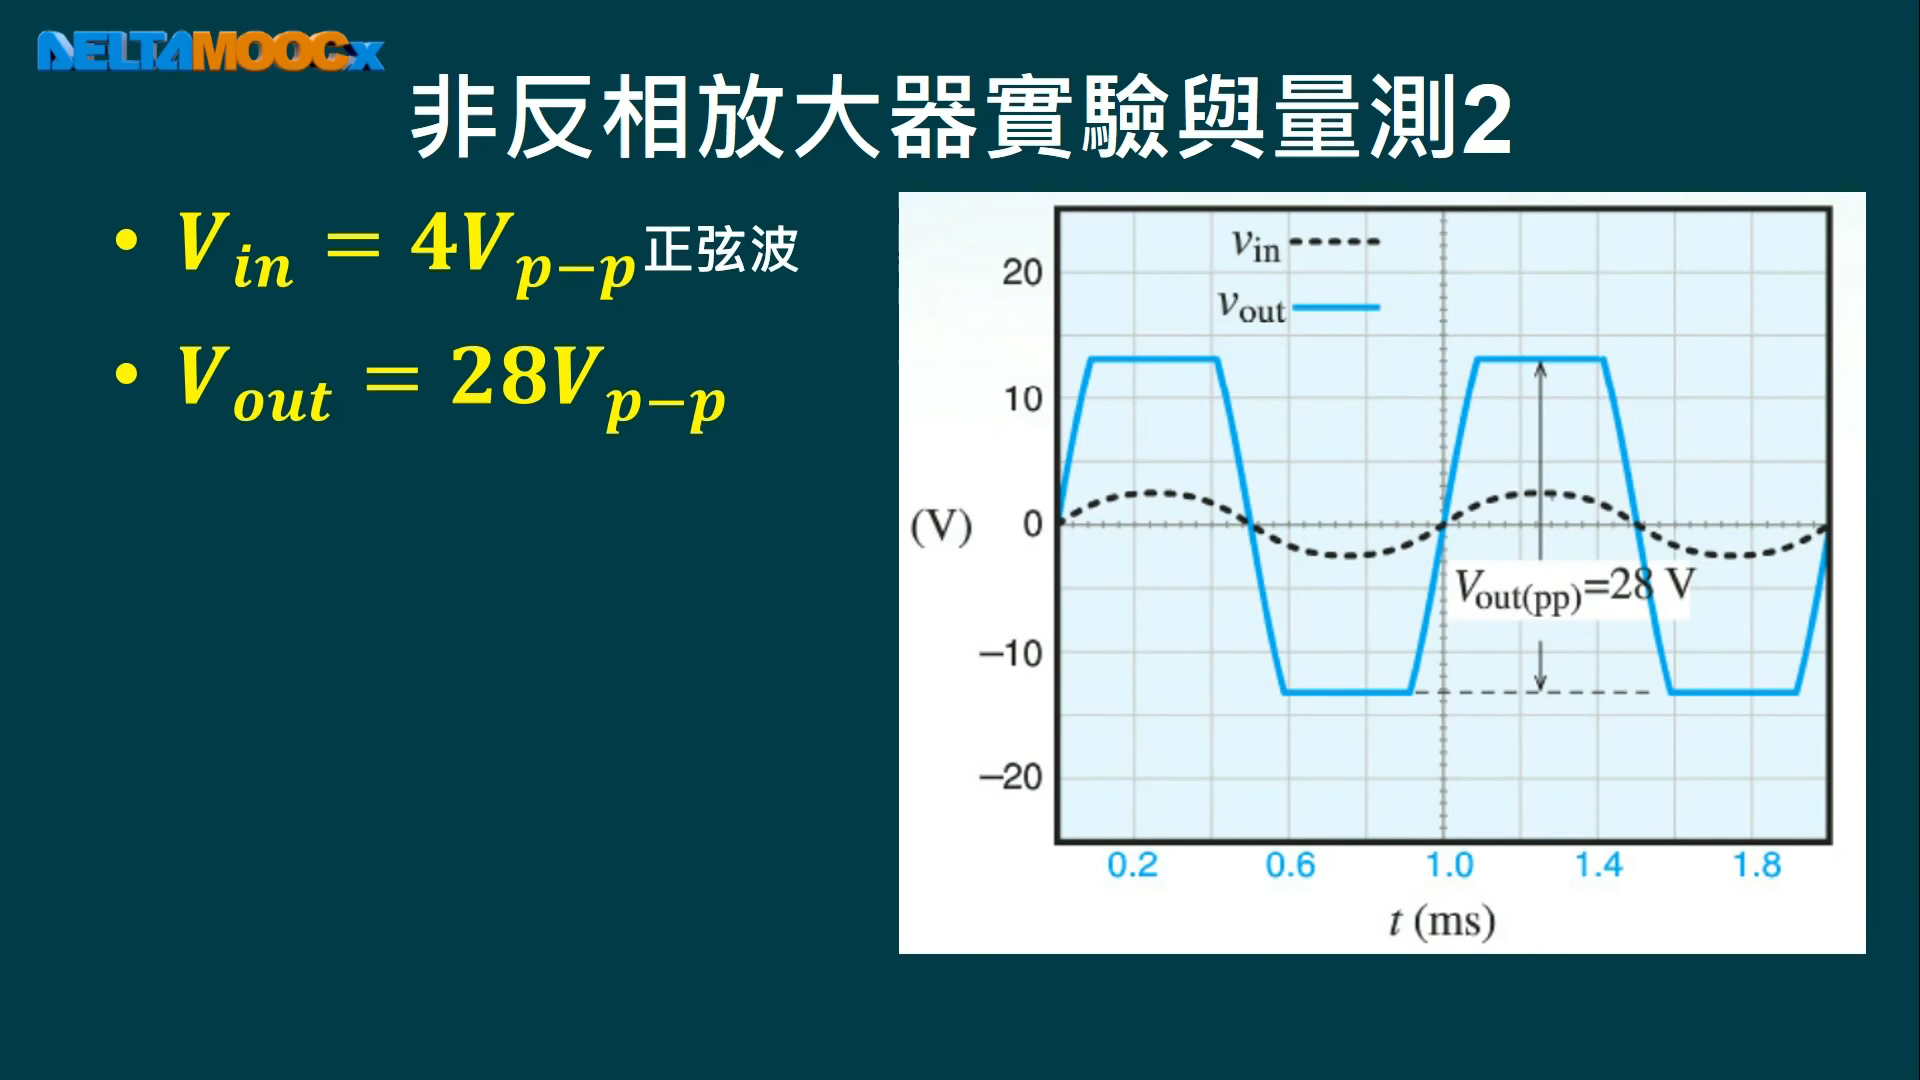 DELTAMOOCx
非反相放大器實驗與量測2
• V_in = 4V_p−p正弦波
• V_out = 28V_p−p
v_in
v_out
20
10
(V) 0
V_out(pp)=28 V
−10
−20
0.2 0.6 1.0 1.4 1.8
t (ms)